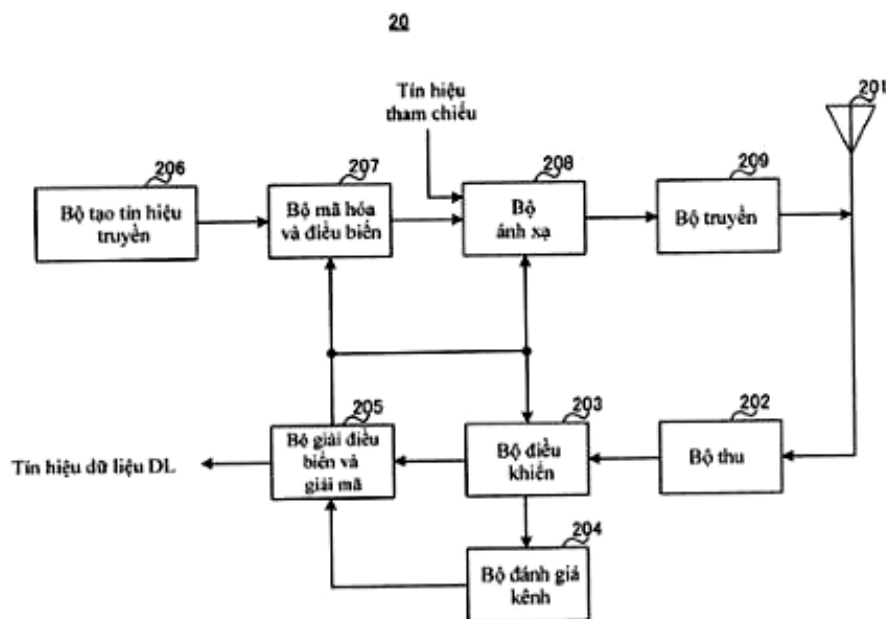 20
Tín hiệu
tham chiếu
201
206
207
208
209
Bộ tạo tín hiệu
truyền
Bộ mã hóa
và điều biến
Bộ
ánh xạ
Bộ truyền
205
203
202
Tín hiệu dữ liệu DL
Bộ giải điều
biến và
giải mã
Bộ điều
khiển
Bộ thu
204
Bộ đánh giá
kênh